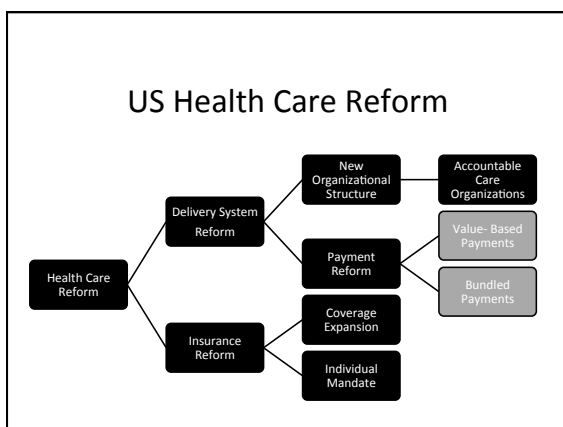 US Health Care Reform
New
Organizational
Structure
Accountable
Care
Organizations
Delivery System
Reform
Value- Based
Payments
Payment
Reform
Health Care
Reform
Bundled
Payments
Coverage
Expansion
Insurance
Reform
Individual
Mandate